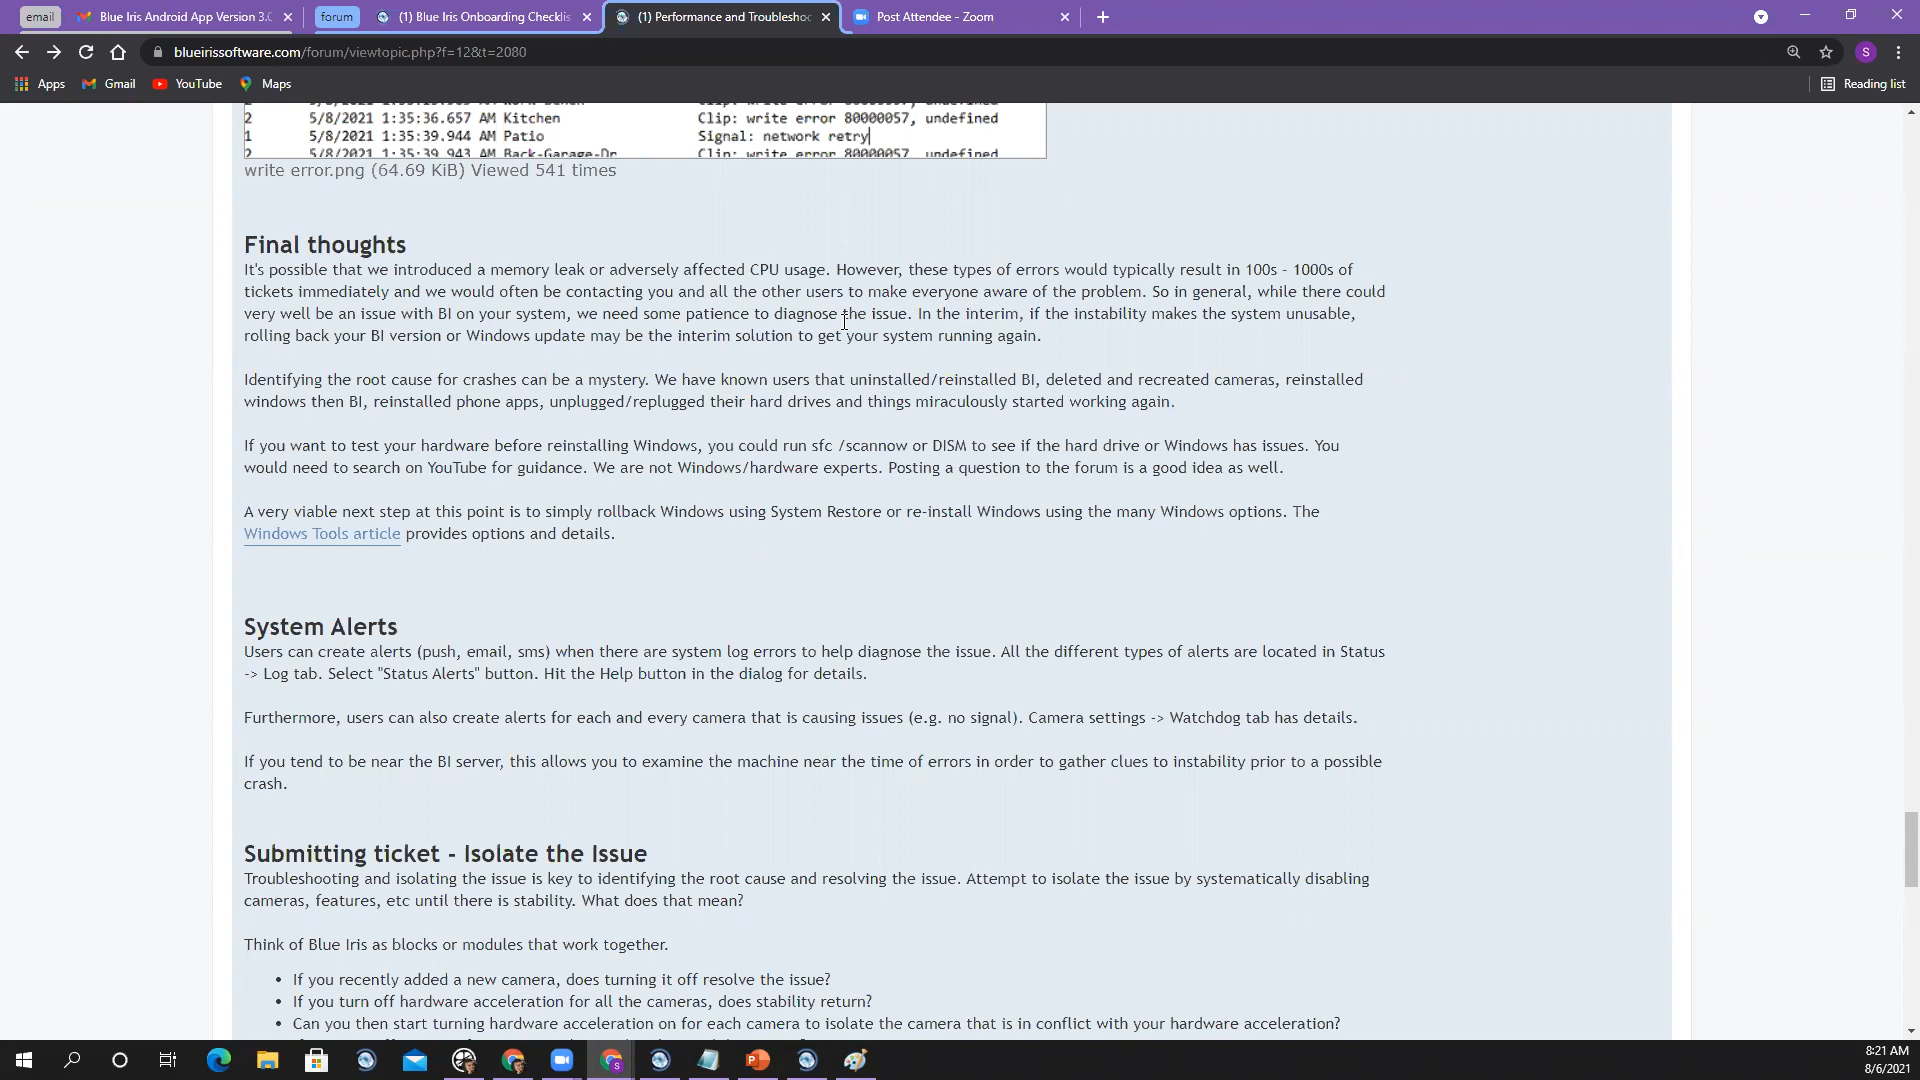 email
Blue Iris Android App Version 3.0
forum
(1) Blue Iris Onboarding Checklis
(1) Performance and Troubleshoo
Post Attendee - Zoom
blueirissoftware.com/forum/viewtopic.php?f=12&t=2080
S
Apps
Gmail
YouTube
Maps
Reading list
2 5/8/2021 1:35:36.657 AM Kitchen Clip: write error 80000057, undefined
1 5/8/2021 1:35:39.944 AM Patio Signal: network retry
2 5/8/2021 1:35:39.943 AM Back-Garage-Dr Clip: write error 80000057, undefined
write error.png (64.69 KiB) Viewed 541 times
Final thoughts
It's possible that we introduced a memory leak or adversely affected CPU usage. However, these types of errors would typically result in 100s - 1000s of
tickets immediately and we would often be contacting you and all the other users to make everyone aware of the problem. So in general, while there could
very well be an issue with BI on your system, we need some patience to diagnose the issue. In the interim, if the instability makes the system unusable,
rolling back your BI version or Windows update may be the interim solution to get your system running again.
Identifying the root cause for crashes can be a mystery. We have known users that uninstalled/reinstalled BI, deleted and recreated cameras, reinstalled
windows then BI, reinstalled phone apps, unplugged/replugged their hard drives and things miraculously started working again.
If you want to test your hardware before reinstalling Windows, you could run sfc /scannow or DISM to see if the hard drive or Windows has issues. You
would need to search on YouTube for guidance. We are not Windows/hardware experts. Posting a question to the forum is a good idea as well.
A very viable next step at this point is to simply rollback Windows using System Restore or re-install Windows using the many Windows options. The
Windows Tools article provides options and details.
System Alerts
Users can create alerts (push, email, sms) when there are system log errors to help diagnose the issue. All the different types of alerts are located in Status
-> Log tab. Select "Status Alerts" button. Hit the Help button in the dialog for details.
Furthermore, users can also create alerts for each and every camera that is causing issues (e.g. no signal). Camera settings -> Watchdog tab has details.
If you tend to be near the BI server, this allows you to examine the machine near the time of errors in order to gather clues to instability prior to a possible
crash.
Submitting ticket - Isolate the Issue
Troubleshooting and isolating the issue is key to identifying the root cause and resolving the issue. Attempt to isolate the issue by systematically disabling
cameras, features, etc until there is stability. What does that mean?
Think of Blue Iris as blocks or modules that work together.
• If you recently added a new camera, does turning it off resolve the issue?
• If you turn off hardware acceleration for all the cameras, does stability return?
• Can you then start turning hardware acceleration on for each camera to isolate the camera that is in conflict with your hardware acceleration?
8:21 AM
8/6/2021